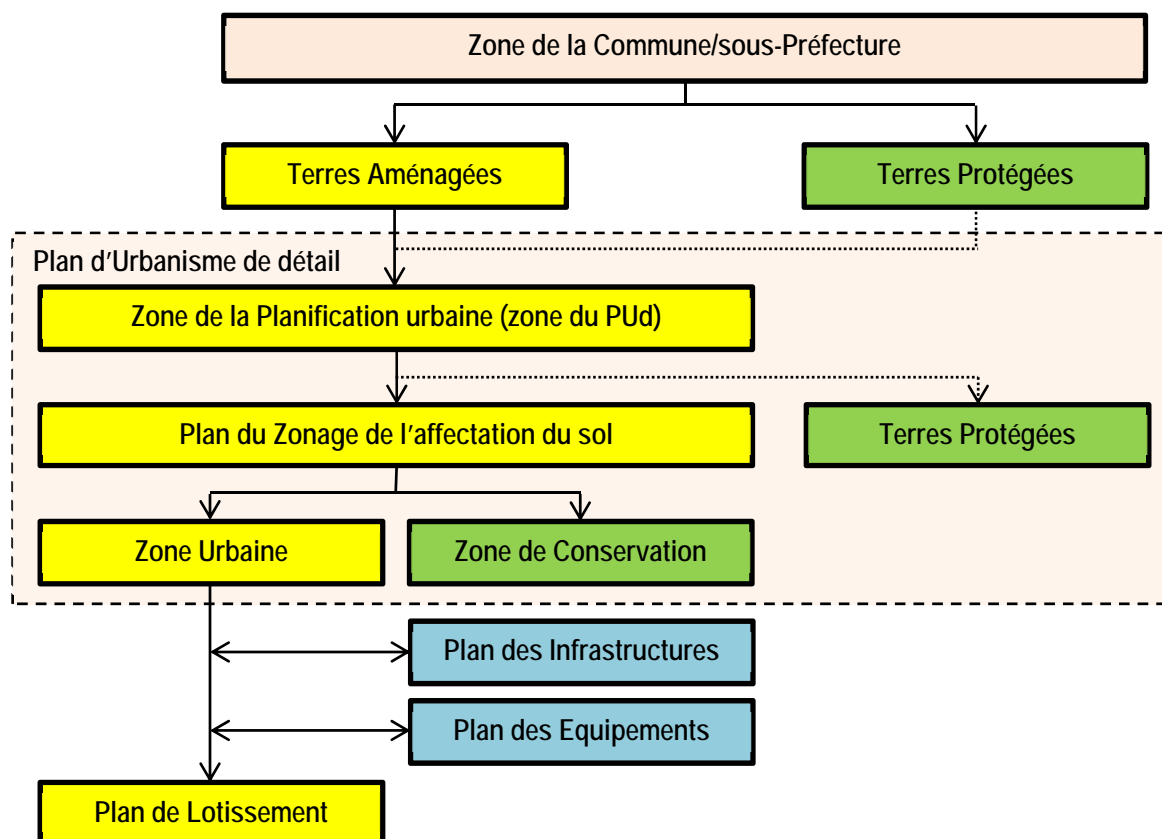 Zone de la Commune/sous-Préfecture
Terres Aménagées
Terres Protégées
Plan d'Urbanisme de détail
Zone de la Planification urbaine (zone du PUd)
Plan du Zonage de l'affectation du sol
Terres Protégées
Zone Urbaine
Zone de Conservation
Plan des Infrastructures
Plan des Equipements
Plan de Lotissement